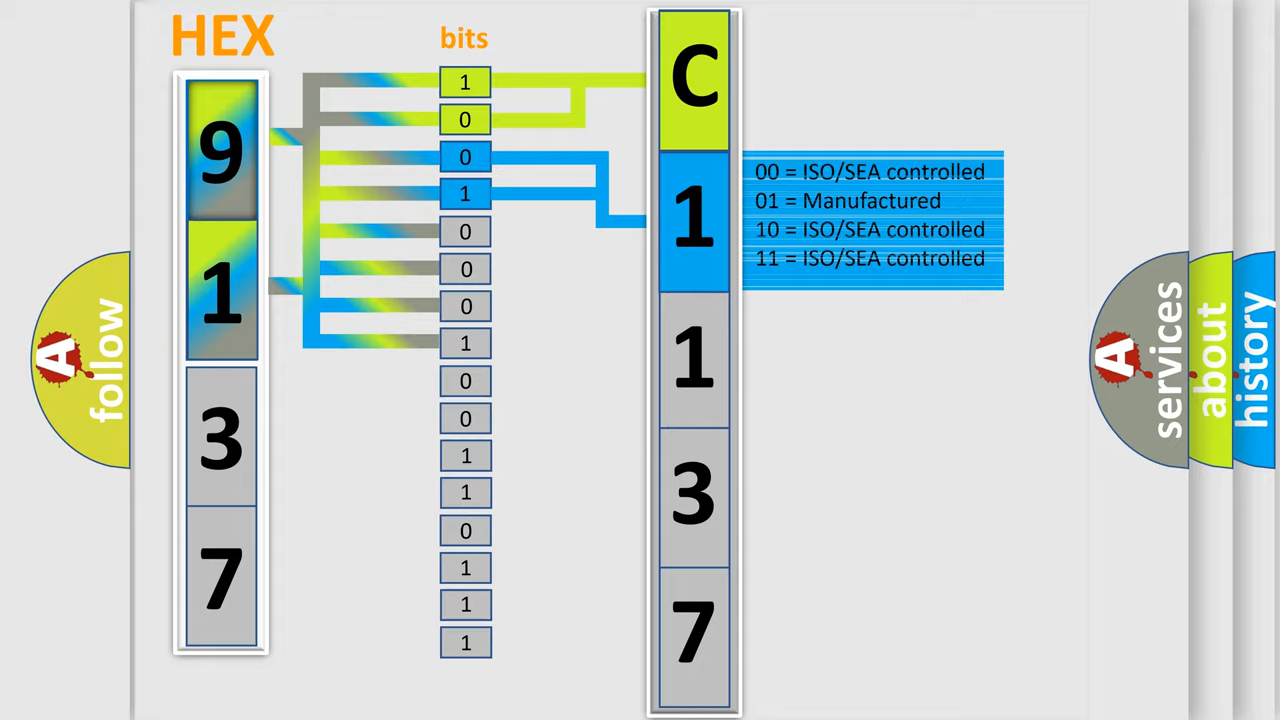 HEX
9
1
3
7
bits
1
0
0
1
0
0
0
1
0
0
1
1
0
1
1
1
C
1
1
3
7
00 = ISO/SEA controlled
01 = Manufactured
10 = ISO/SEA controlled
11 = ISO/SEA controlled
A
follow
A
services
about
history